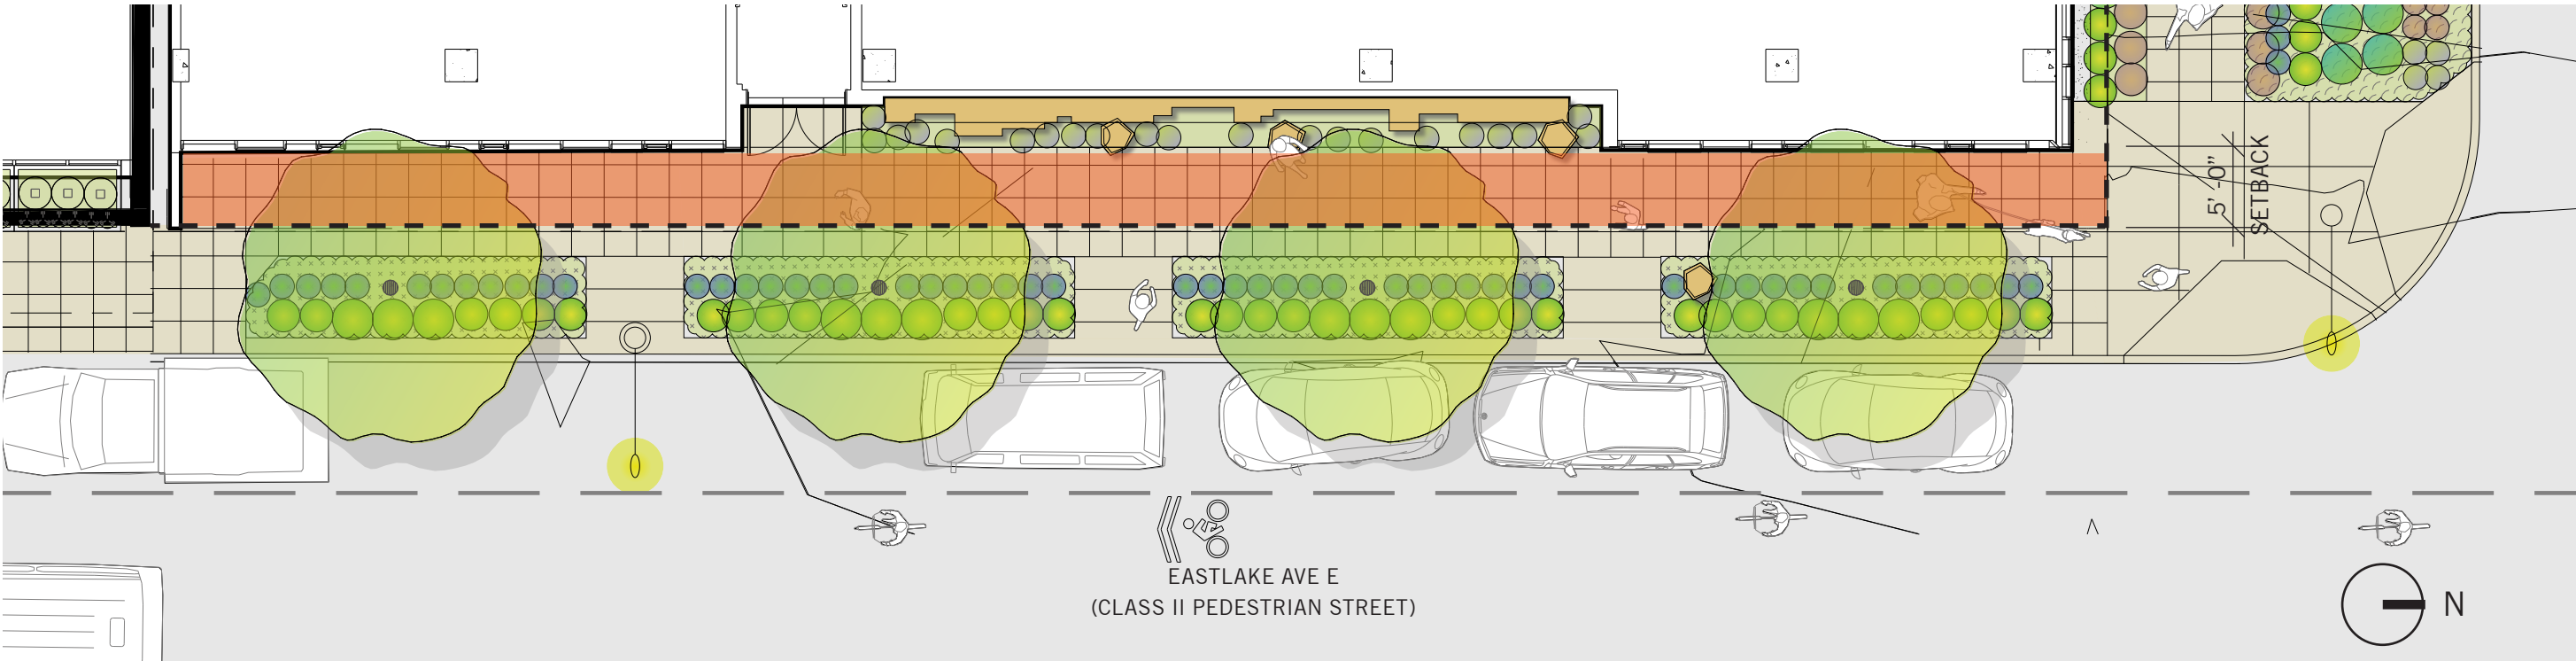 5' -0"
SETBACK
EASTLAKE AVE E
(CLASS II PEDESTRIAN STREET)
N